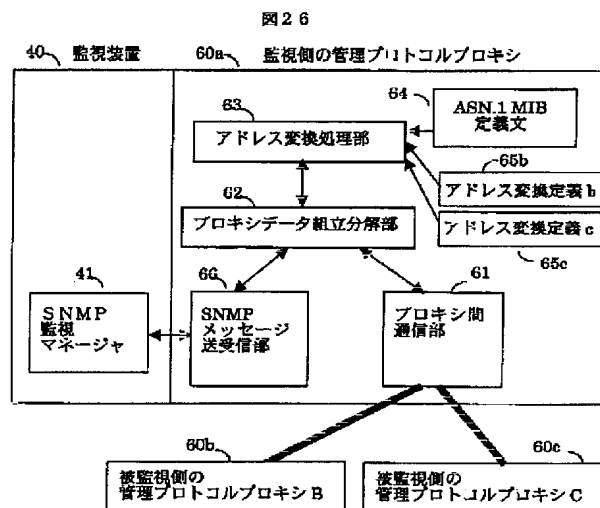 図26
40 監視装置
60a 監視側の管理プロトコルプロキシ
64
ASN.1 MIB
定義文
63
アドレス変換処理部
65b
アドレス変換定義b
62
プロキシデータ組立分解部
アドレス変換定義c
65c
41
66
61
SNMP
監視
マネージャ
SNMP
メッセージ
送受信部
プロキシ間
通信部
60b
60c
被監視側の
管理プロトコルプロキシB
被監視側の
管理プロトコルプロキシC